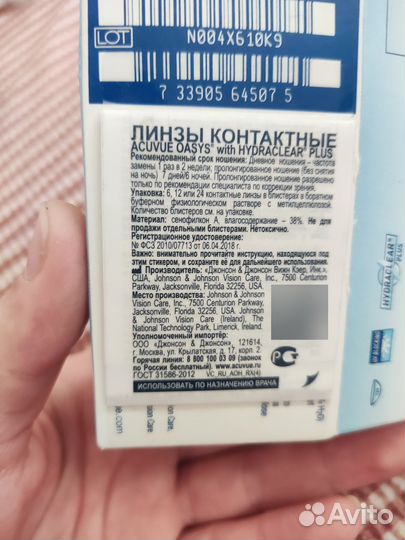 LOT
N004X610K9
7 33905 64507 5
ЛИНЗЫ КОНТАКТНЫЕ
ACUVUE OASYS® with HYDRACLEAR® PLUS
Рекомендованный срок ношения: Дневное ношение – частота
замены 1 раз в 2 недели, пролонгированное ношение (без снятия
на ночь) 7 дней/6 ночей. Пролонгированное ношение разрешено
только по рекомендации специалиста по коррекции зрения.
Упаковка: 6, 12 или 24 контактные линзы в блистерах в боратном
буферном физиологическом растворе с метилцеллюлозой.
Количество блистеров см. на упаковке.
Материал: сенофилкон А, влагосодержание – 38%. Не для
продажи отдельными блистерами. Нетоксично.
Регистрационное удостоверение:
№ ФСЗ 2010/07713 от 06.04.2018 г.
Важно: внимательно прочитайте инструкцию, находящуюся под
этим стикером, и сохраните её для дальнейшего использования.
Производитель: «Джонсон & Джонсон Вижн Кэер, Инк.»,
США, Johnson & Johnson Vision Care, Inc., 7500 Centurion
Parkway, Jacksonville, Florida 32256, USA
Место производства: Johnson & Johnson
Vision Care, Inc., 7500 Centurion Parkway,
Jacksonville, Florida 32256, USA, Johnson &
Johnson Vision Care (Ireland), The
National Technology Park, Limerick, Ireland.
Импортер и уполномоченная организация:
ООО «Джонсон & Джонсон», 121614,
г. Москва, ул. Крылатская, д. 17, корп. 2.
Горячая линия: 8 800 100 03 09 (звонок
по России бесплатный). www.acuvue.ru
ГОСТ 31586-2012 VC_RU_AOH_RX(4)
ИСПОЛЬЗОВАТЬ ПО НАЗНАЧЕНИЮ ВРАЧА
HYDRACLEAR®
PLUS
Avito